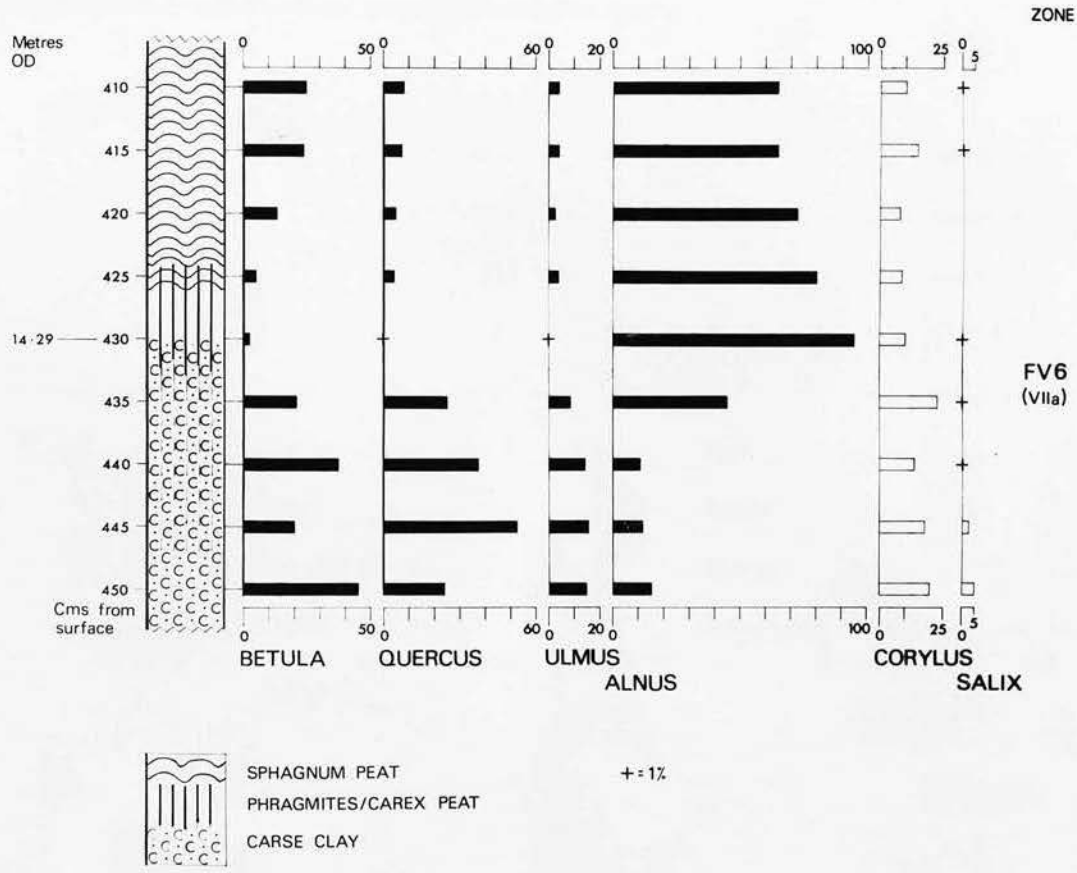 ZONE
Metres
OD
0 50 0 60 0 20 0 100 0 25 0 5
410
415
420
425
14·29 430
435
440
445
450
FV6
(VIIa)
Cms from
surface
0 50 0 60 0 20 0 100 0 25 0 5
BETULA QUERCUS ULMUS CORYLUS
ALNUS SALIX
SPHAGNUM PEAT + = 1%
PHRAGMITES/CAREX PEAT
CARSE CLAY